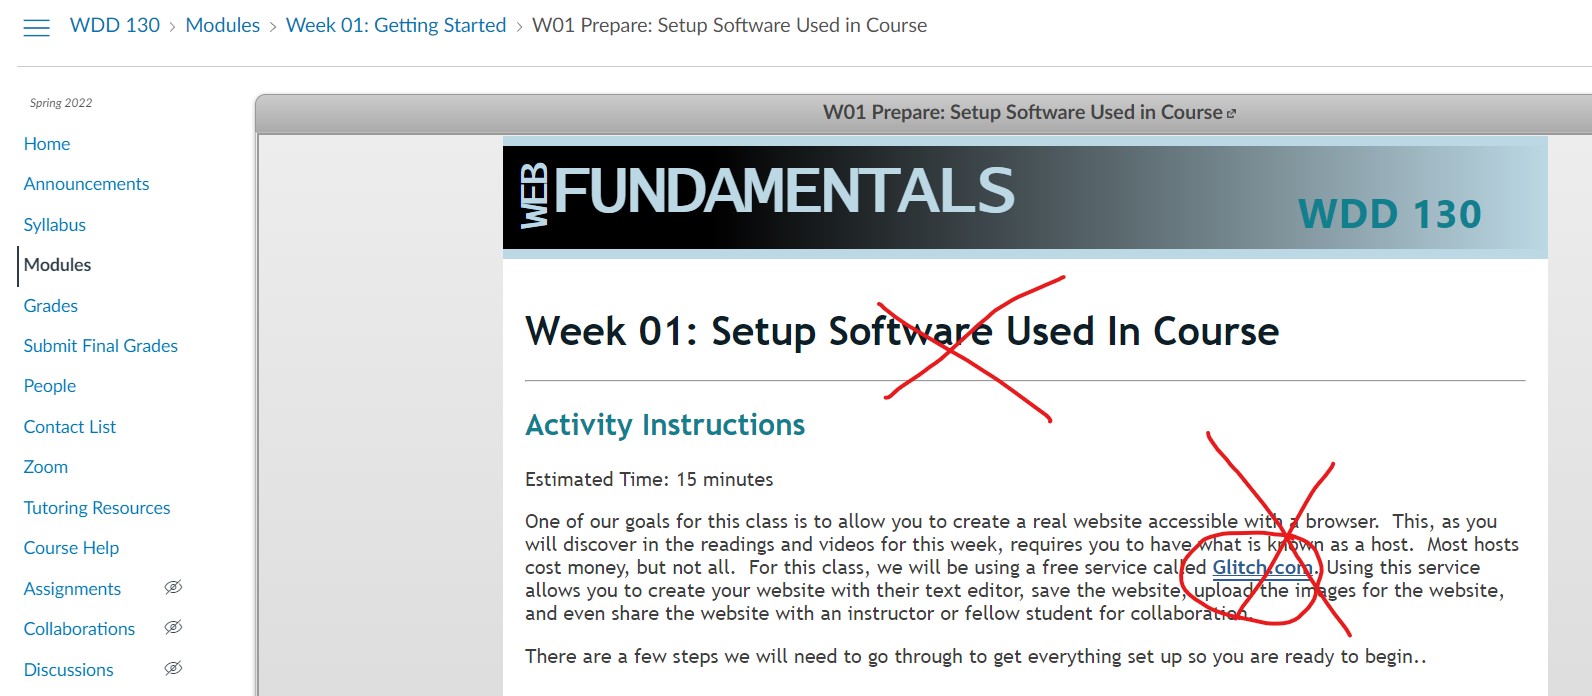 WDD 130 › Modules › Week 01: Getting Started › W01 Prepare: Setup Software Used in Course
Spring 2022
Home
Announcements
Syllabus
Modules
Grades
Submit Final Grades
People
Contact List
Zoom
Tutoring Resources
Course Help
Assignments
Collaborations
Discussions
W01 Prepare: Setup Software Used in Course
WEB FUNDAMENTALS
WDD 130
Week 01: Setup Software Used In Course
Activity Instructions
Estimated Time: 15 minutes
One of our goals for this class is to allow you to create a real website accessible with a browser. This, as you
will discover in the readings and videos for this week, requires you to have what is known as a host. Most hosts
cost money, but not all. For this class, we will be using a free service called Glitch.com. Using this service
allows you to create your website with their text editor, save the website, upload the images for the website,
and even share the website with an instructor or fellow student for collaboration.
There are a few steps we will need to go through to get everything set up so you are ready to begin..